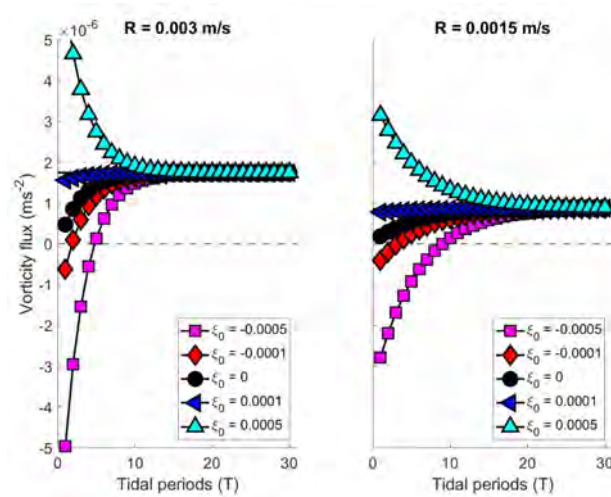 R = 0.003 m/s
R = 0.0015 m/s
×10⁻⁶
5
4
3
2
1
0
-1
-2
-3
-4
-5
Vorticity flux (ms⁻²)
ξ₀ = -0.0005
ξ₀ = -0.0001
ξ₀ = 0
ξ₀ = 0.0001
ξ₀ = 0.0005
ξ₀ = -0.0005
ξ₀ = -0.0001
ξ₀ = 0
ξ₀ = 0.0001
ξ₀ = 0.0005
0 10 20 30
0 10 20 30
Tidal periods (T)
Tidal periods (T)